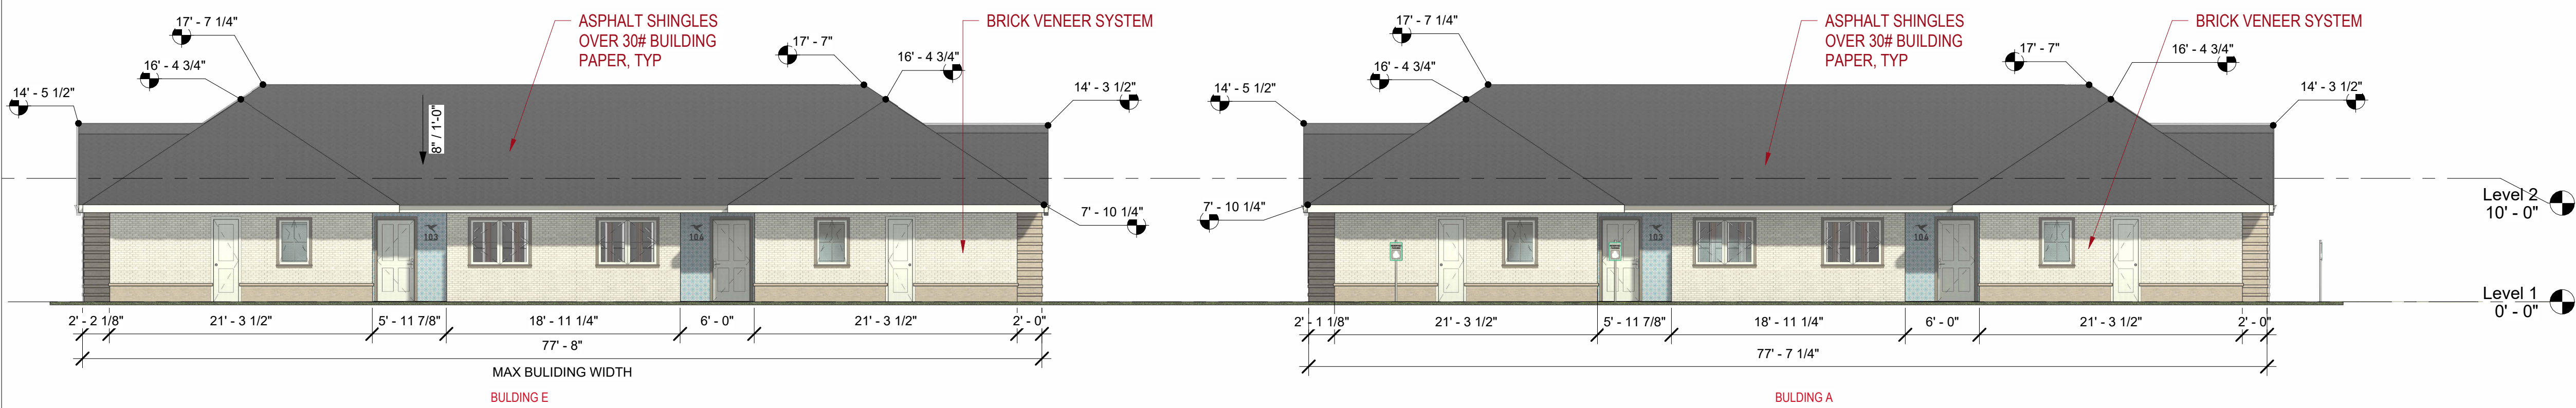 17' - 7 1/4"
ASPHALT SHINGLES
OVER 30# BUILDING
PAPER, TYP
BRICK VENEER SYSTEM
17' - 7"
16' - 4 3/4"
16' - 4 3/4"
14' - 5 1/2"
14' - 3 1/2"
8" / 1'-0"
7' - 10 1/4"
103
104
2' - 2 1/8"
21' - 3 1/2"
5' - 11 7/8"
18' - 11 1/4"
6' - 0"
21' - 3 1/2"
2' - 0"
77' - 8"
MAX BULIDING WIDTH
BULDING E
17' - 7 1/4"
ASPHALT SHINGLES
OVER 30# BUILDING
PAPER, TYP
BRICK VENEER SYSTEM
17' - 7"
16' - 4 3/4"
16' - 4 3/4"
14' - 5 1/2"
14' - 3 1/2"
7' - 10 1/4"
103
104
Level 2
10' - 0"
Level 1
0' - 0"
2' - 1 1/8"
21' - 3 1/2"
5' - 11 7/8"
18' - 11 1/4"
6' - 0"
21' - 3 1/2"
2' - 0"
77' - 7 1/4"
BULDING A